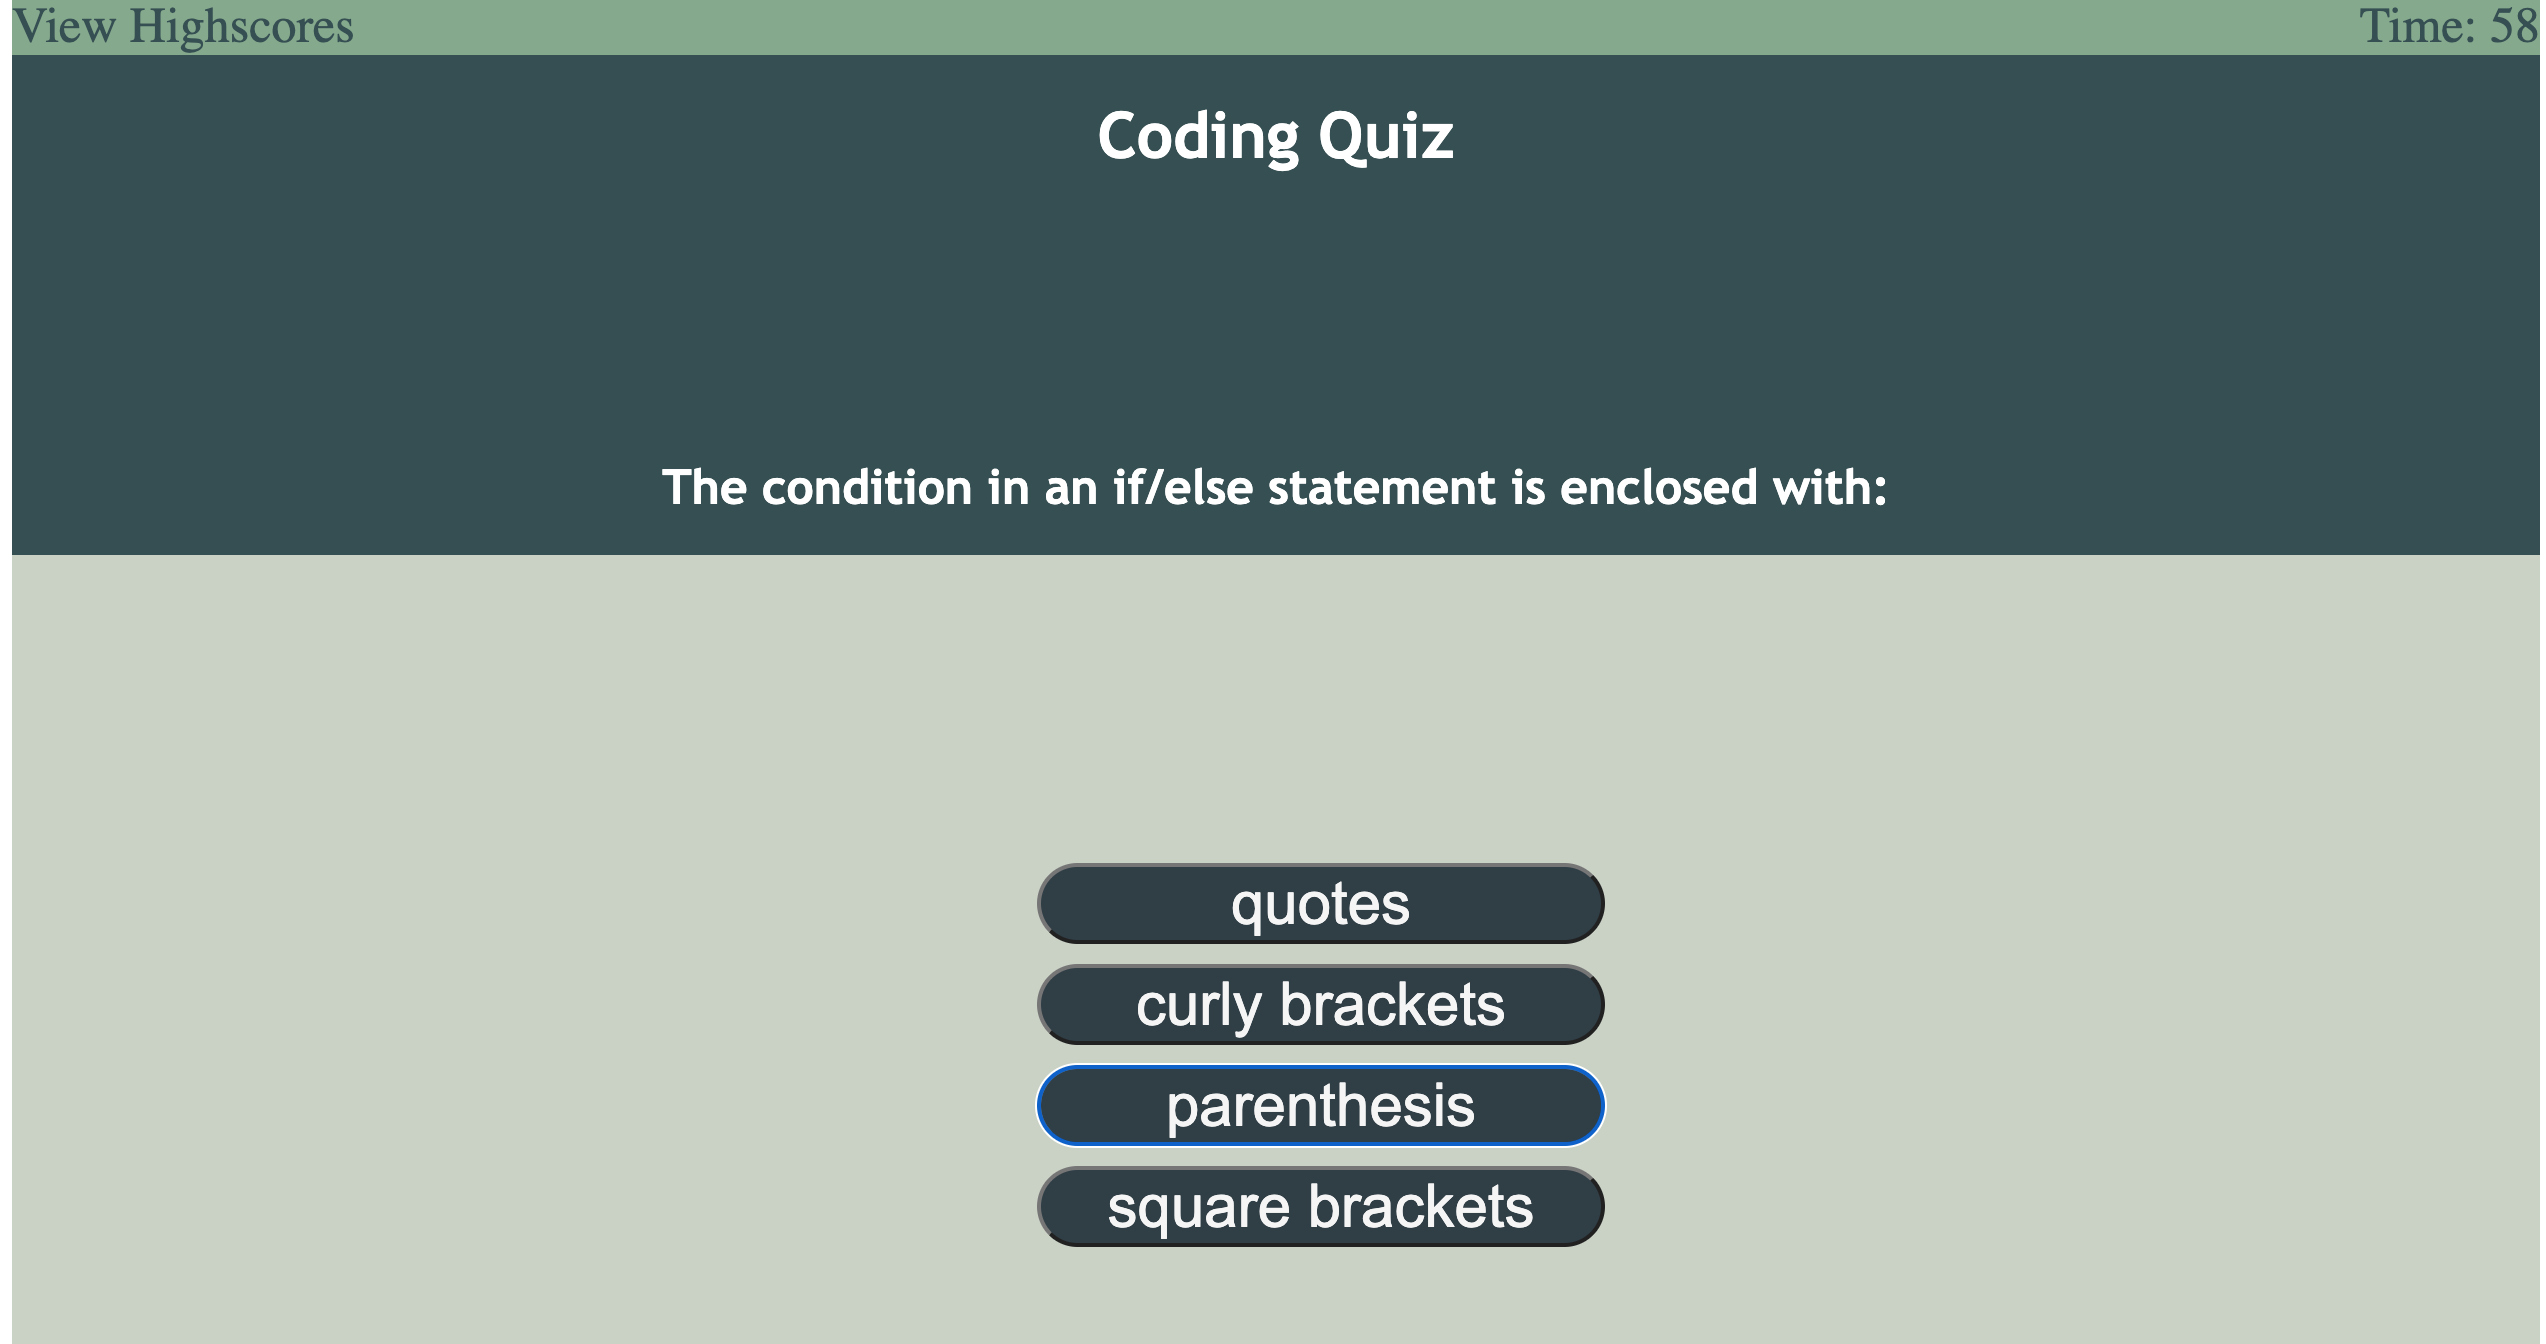 View Highscores
Time: 58
Coding Quiz
The condition in an if/else statement is enclosed with:
quotes
curly brackets
parenthesis
square brackets